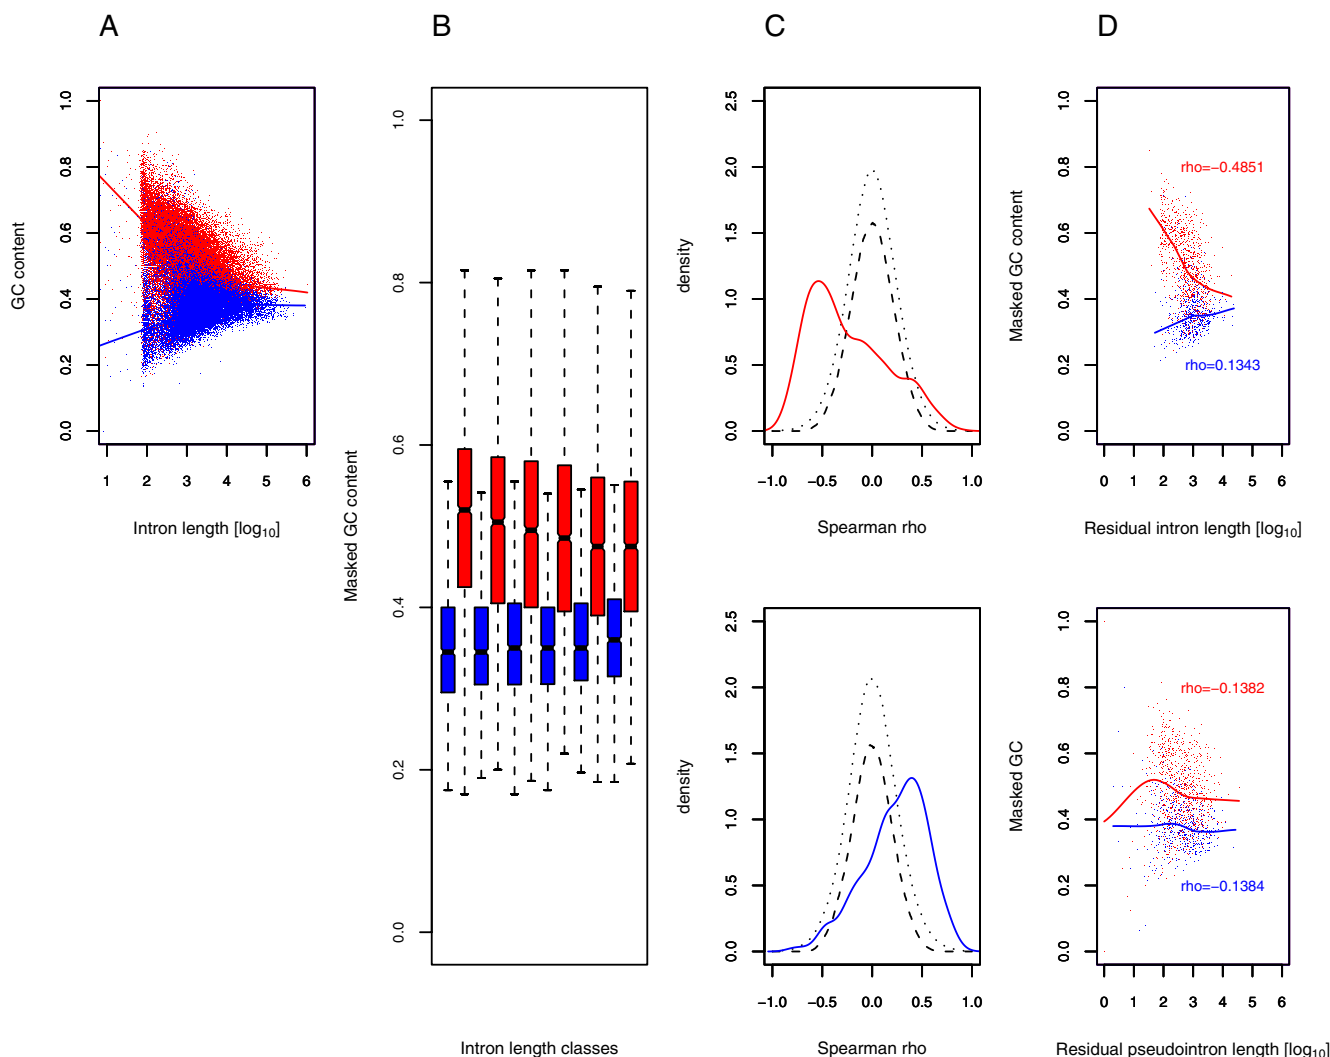 A
B
C
D
GC content
1.0
0.8
0.6
0.4
0.2
0.0
1 2 3 4 5 6
Intron length [log10]
Masked GC content
1.0
0.8
0.6
0.4
0.2
0.0
Intron length classes
density
2.5
2.0
1.5
1.0
0.5
0.0
−1.0 −0.5 0.0 0.5 1.0
Spearman rho
Masked GC content
1.0
0.8
0.6
0.4
0.2
0.0
rho=−0.4851
rho=0.1343
0 1 2 3 4 5 6
Residual intron length [log10]
density
2.5
2.0
1.5
1.0
0.5
0.0
−1.0 −0.5 0.0 0.5 1.0
Spearman rho
Masked GC
1.0
0.8
0.6
0.4
0.2
0.0
rho=−0.1382
rho=−0.1384
0 1 2 3 4 5 6
Residual pseudointron length [log10]